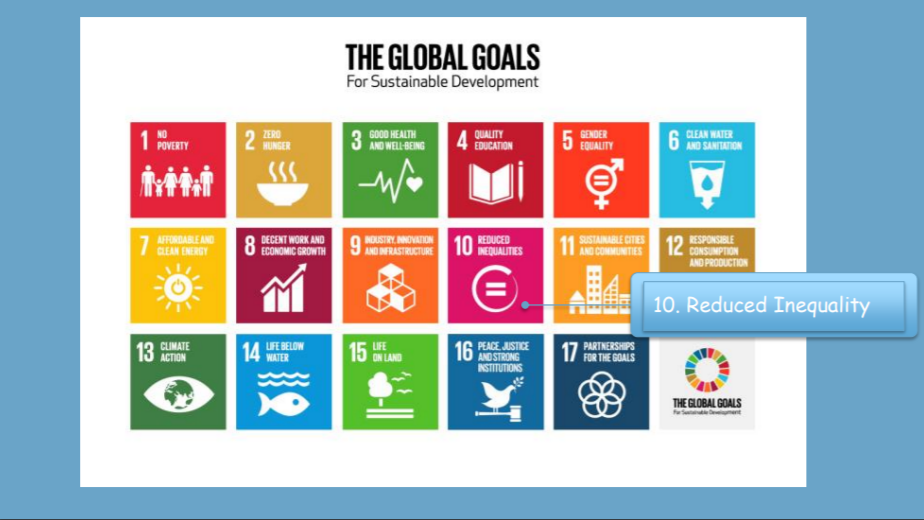 THE GLOBAL GOALS
For Sustainable Development
1 NO
POVERTY
2 ZERO
HUNGER
3 GOOD HEALTH
AND WELL-BEING
4 QUALITY
EDUCATION
5 GENDER
EQUALITY
6 CLEAN WATER
AND SANITATION
7 AFFORDABLE AND
CLEAN ENERGY
8 DECENT WORK AND
ECONOMIC GROWTH
9 INDUSTRY, INNOVATION
AND INFRASTRUCTURE
10 REDUCED
INEQUALITIES
11 SUSTAINABLE CITIES
AND COMMUNITIES
12 RESPONSIBLE
CONSUMPTION
AND PRODUCTION
10. Reduced Inequality
13 CLIMATE
ACTION
14 LIFE BELOW
WATER
15 LIFE
ON LAND
16 PEACE, JUSTICE
AND STRONG
INSTITUTIONS
17 PARTNERSHIPS
FOR THE GOALS
THE GLOBAL GOALS
For Sustainable Development